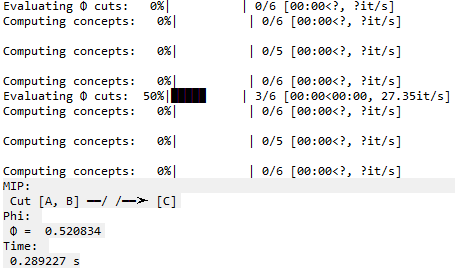 Evaluating Φ cuts:   0%|          | 0/6 [00:00<?, ?it/s]
Computing concepts:   0%|          | 0/6 [00:00<?, ?it/s]
Computing concepts:   0%|          | 0/5 [00:00<?, ?it/s]
Computing concepts:   0%|          | 0/6 [00:00<?, ?it/s]
Evaluating Φ cuts:  50%|█████     | 3/6 [00:00<00:00, 27.35it/s]
Computing concepts:   0%|          | 0/6 [00:00<?, ?it/s]
Computing concepts:   0%|          | 0/5 [00:00<?, ?it/s]
Computing concepts:   0%|          | 0/6 [00:00<?, ?it/s]
MIP:
Cut [A, B] ━━/ /━━➤ [C]
Phi:
Φ =  0.520834
Time:
0.289227 s